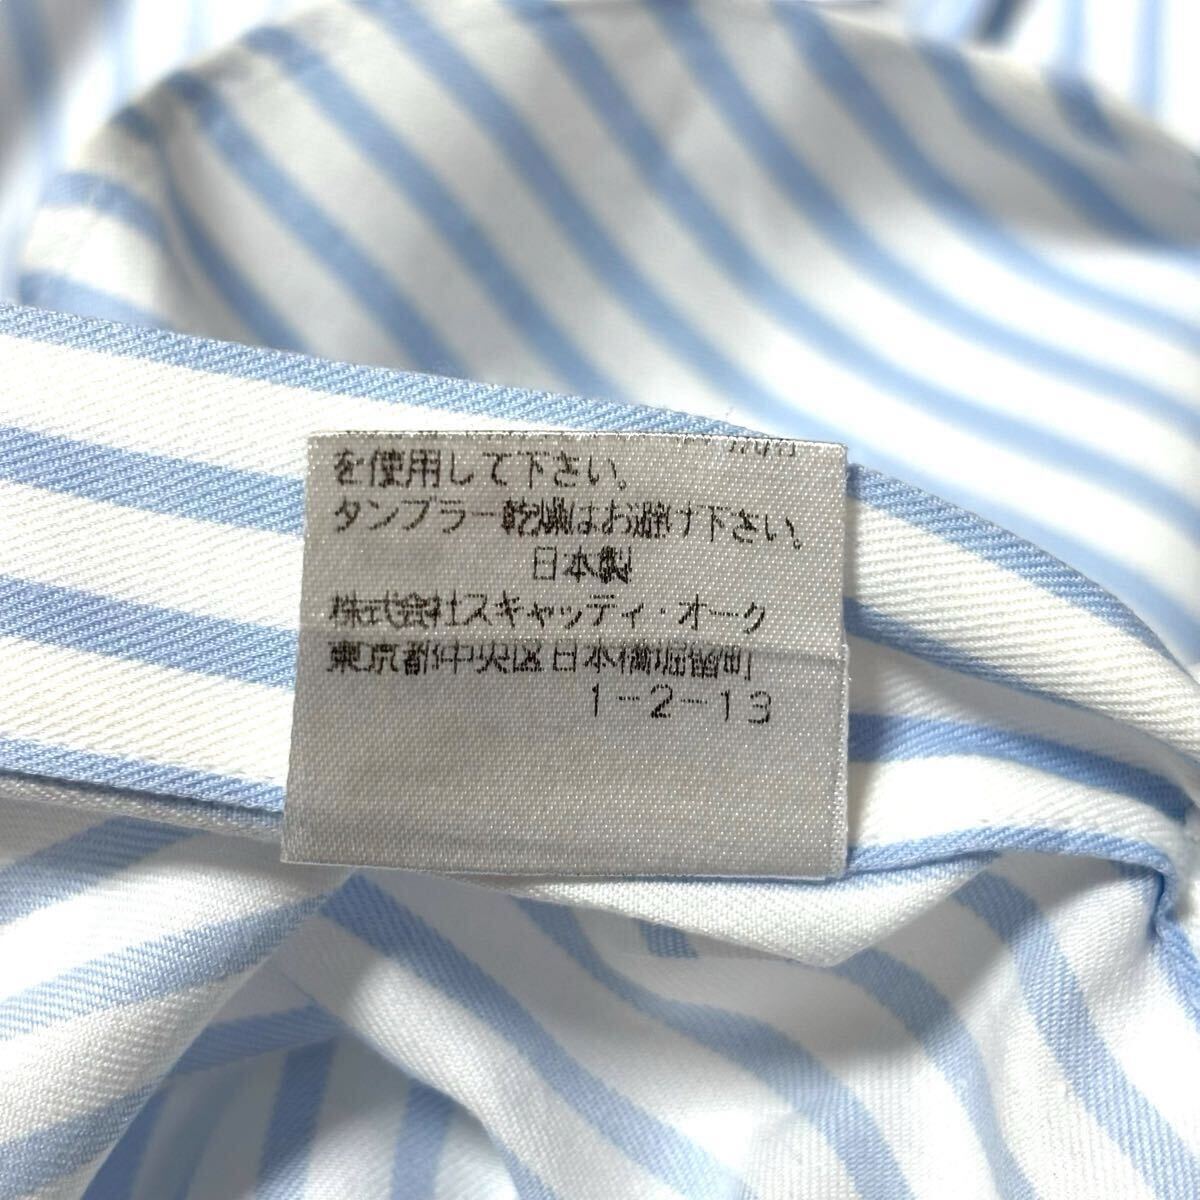 を使用して下さい。
タンブラー乾燥はお避け下さい。
日本製
株式会社スキャッティ・オーク
東京都中央区日本橋堀留町
1-2-13